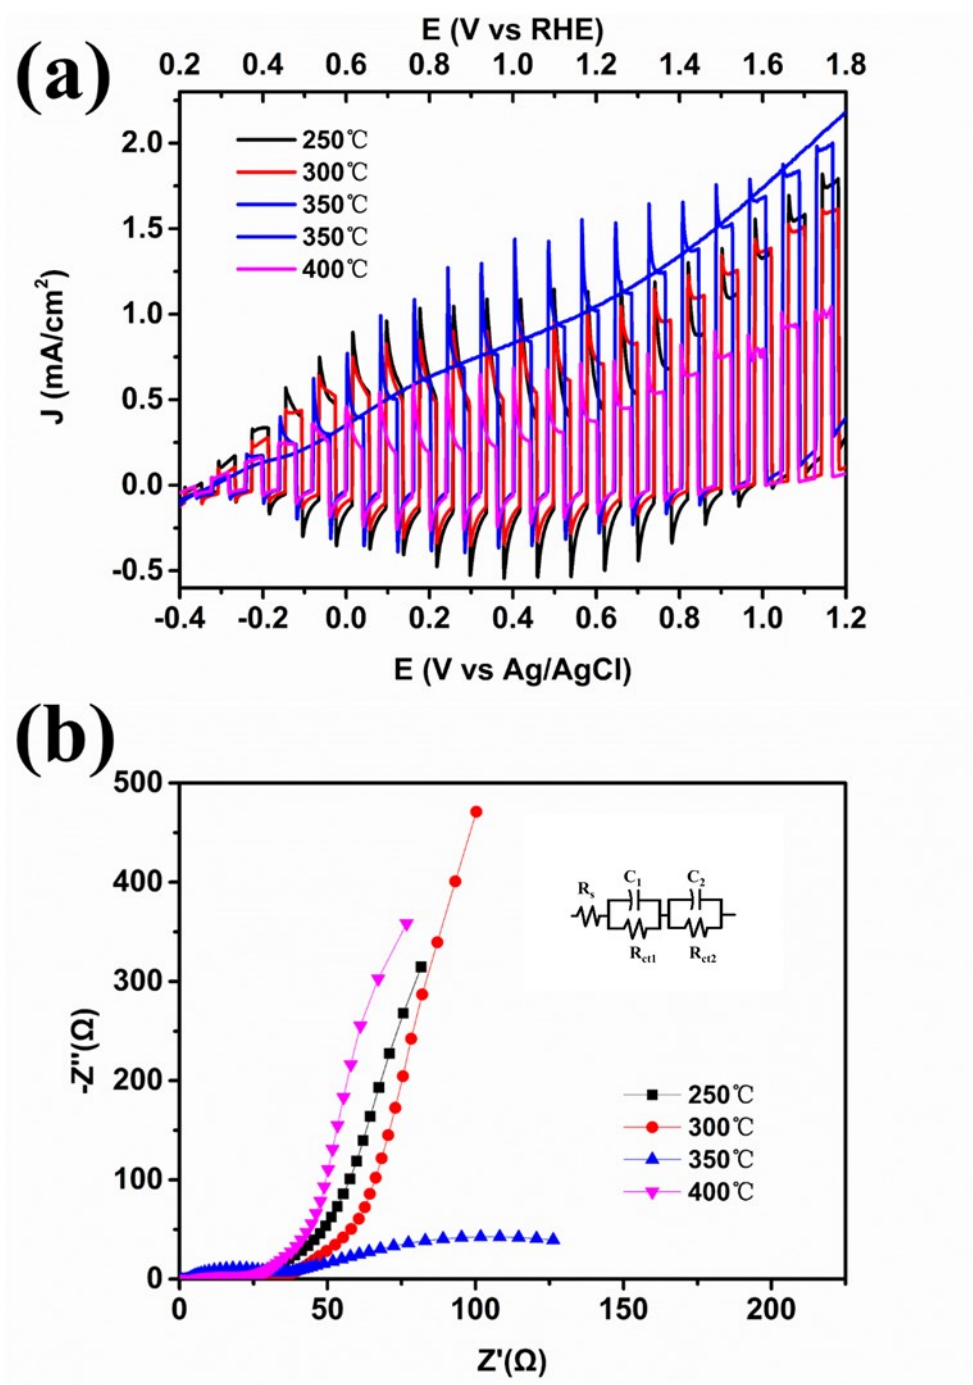 (a)
E (V vs RHE)
0.2 0.4 0.6 0.8 1.0 1.2 1.4 1.6 1.8
250℃
300℃
350℃
350℃
400℃
2.0
1.5
1.0
0.5
0.0
-0.5
J (mA/cm²)
-0.4 -0.2 0.0 0.2 0.4 0.6 0.8 1.0 1.2
E (V vs Ag/AgCl)
(b)
500
400
300
200
100
0
-Z''(Ω)
Rs C1 C2
Rct1 Rct2
250℃
300℃
350℃
400℃
0 50 100 150 200
Z'(Ω)